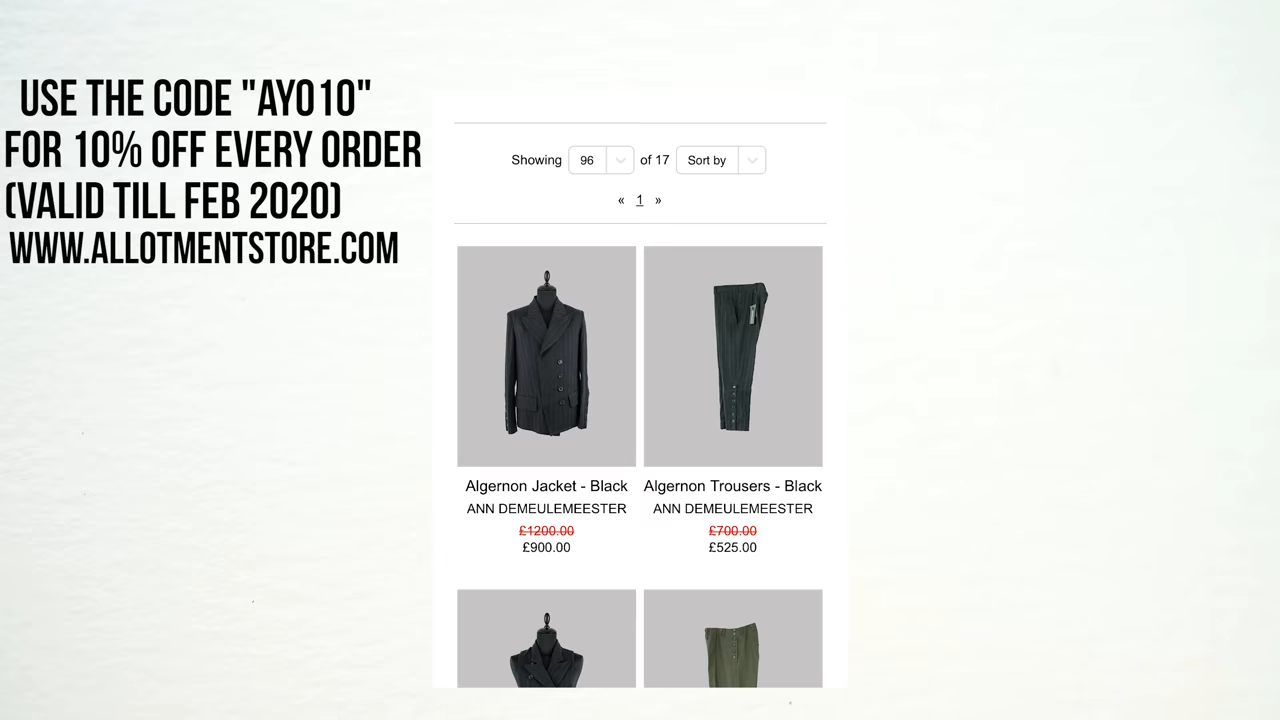 USE THE CODE "AYO10"
FOR 10% OFF EVERY ORDER
(VALID TILL FEB 2020)
WWW.ALLOTMENTSTORE.COM
Showing 96 of 17 Sort by
« 1 »
Algernon Jacket - Black
ANN DEMEULEMEESTER
£1200.00
£900.00
Algernon Trousers - Black
ANN DEMEULEMEESTER
£700.00
£525.00